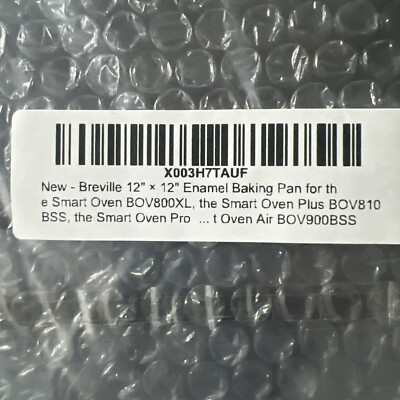 X003H7TAUF
New - Breville 12" × 12" Enamel Baking Pan for th
e Smart Oven BOV800XL, the Smart Oven Plus BOV810
BSS, the Smart Oven Pro ... t Oven Air BOV900BSS